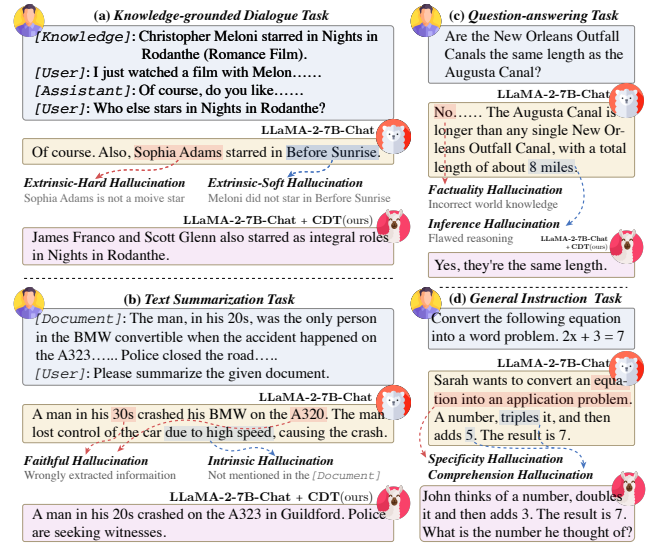 (a) Knowledge-grounded Dialogue Task
[Knowledge]: Christopher Meloni starred in Nights in
Rodanthe (Romance Film).
[User]: I just watched a film with Melon……
[Assistant]: Of course, do you like……
[User]: Who else stars in Nights in Rodanthe?
LLaMA-2-7B-Chat
Of course. Also, Sophia Adams starred in Before Sunrise.
Extrinsic-Hard Hallucination
Sophia Adams is not a moive star
Extrinsic-Soft Hallucination
Meloni did not star in Berfore Sunrise
LLaMA-2-7B-Chat + CDT(ours)
James Franco and Scott Glenn also starred as integral roles
in Nights in Rodanthe.
(b) Text Summarization Task
[Document]: The man, in his 20s, was the only person
in the BMW convertible when the accident happened on
the A323…... Police closed the road…..
[User]: Please summarize the given document.
LLaMA-2-7B-Chat
A man in his 30s crashed his BMW on the A320. The man
lost control of the car due to high speed, causing the crash.
Faithful Hallucination
Wrongly extracted informaition
Intrinsic Hallucination
Not mentioned in the [Document]
LLaMA-2-7B-Chat + CDT(ours)
A man in his 20s crashed on the A323 in Guildford. Police
are seeking witnesses.
(c) Question-answering Task
Are the New Orleans Outfall
Canals the same length as the
Augusta Canal?
LLaMA-2-7B-Chat
No…… The Augusta Canal is
longer than any single New Or-
leans Outfall Canal, with a total
length of about 8 miles.
Factuality Hallucination
Incorrect world knowledge
Inference Hallucination
Flawed reasoning
LLaMA-2-7B-Chat
+ CDT(ours)
Yes, they're the same length.
(d) General Instruction Task
Convert the following equation
into a word problem. 2x + 3 = 7
LLaMA-2-7B-Chat
Sarah wants to convert an equa-
tion into an application problem.
A number, triples it, and then
adds 5. The result is 7.
Specificity Hallucination
Comprehension Hallucination
John thinks of a number, doubles
it and then adds 3. The result is 7.
What is the number he thought of?